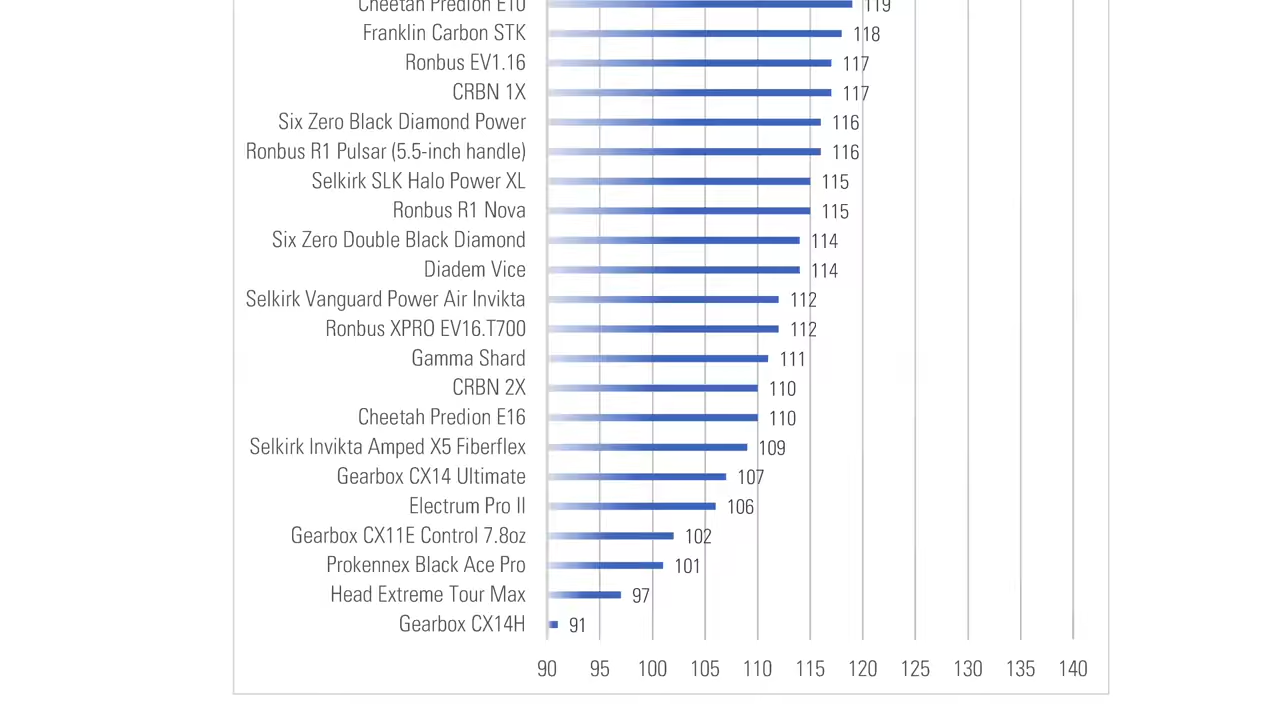 Cheetah Predion E10 119
Franklin Carbon STK 118
Ronbus EV1.16 117
CRBN 1X 117
Six Zero Black Diamond Power 116
Ronbus R1 Pulsar (5.5-inch handle) 116
Selkirk SLK Halo Power XL 115
Ronbus R1 Nova 115
Six Zero Double Black Diamond 114
Diadem Vice 114
Selkirk Vanguard Power Air Invikta 112
Ronbus XPRO EV16.T700 112
Gamma Shard 111
CRBN 2X 110
Cheetah Predion E16 110
Selkirk Invikta Amped X5 Fiberflex 109
Gearbox CX14 Ultimate 107
Electrum Pro II 106
Gearbox CX11E Control 7.8oz 102
Prokennex Black Ace Pro 101
Head Extreme Tour Max 97
Gearbox CX14H 91
90 95 100 105 110 115 120 125 130 135 140